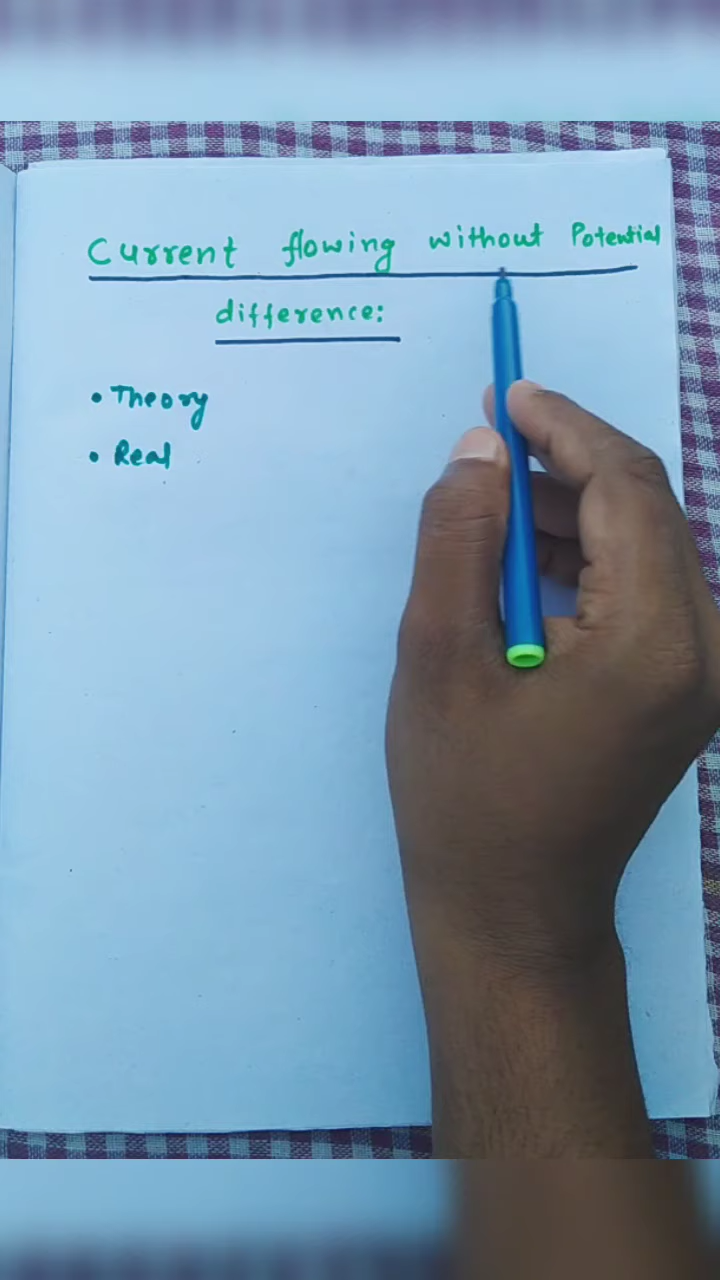 Current flowing without Potential
difference:
• Theory
• Real